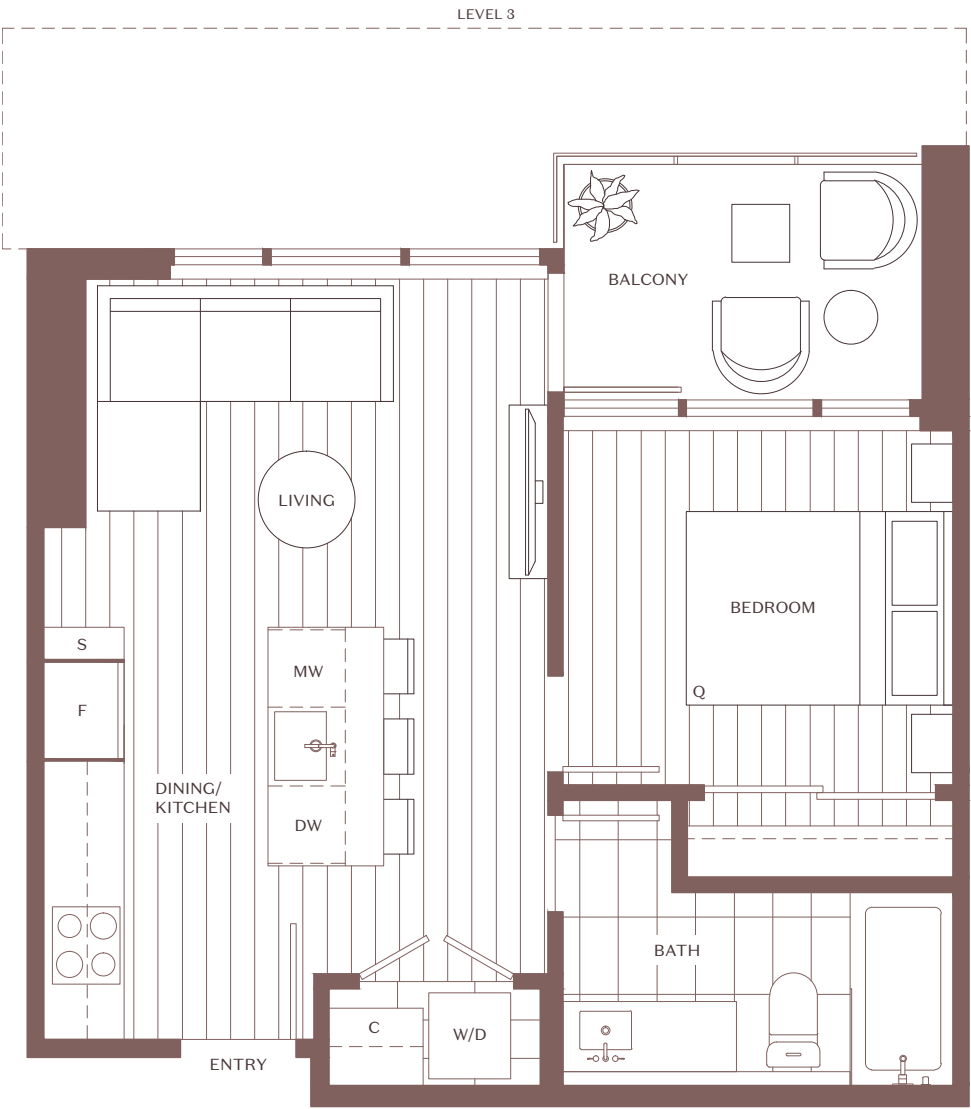 LEVEL 3
BALCONY
LIVING
BEDROOM
S
MW
Q
F
DINING/
KITCHEN
DW
BATH
C
W/D
ENTRY